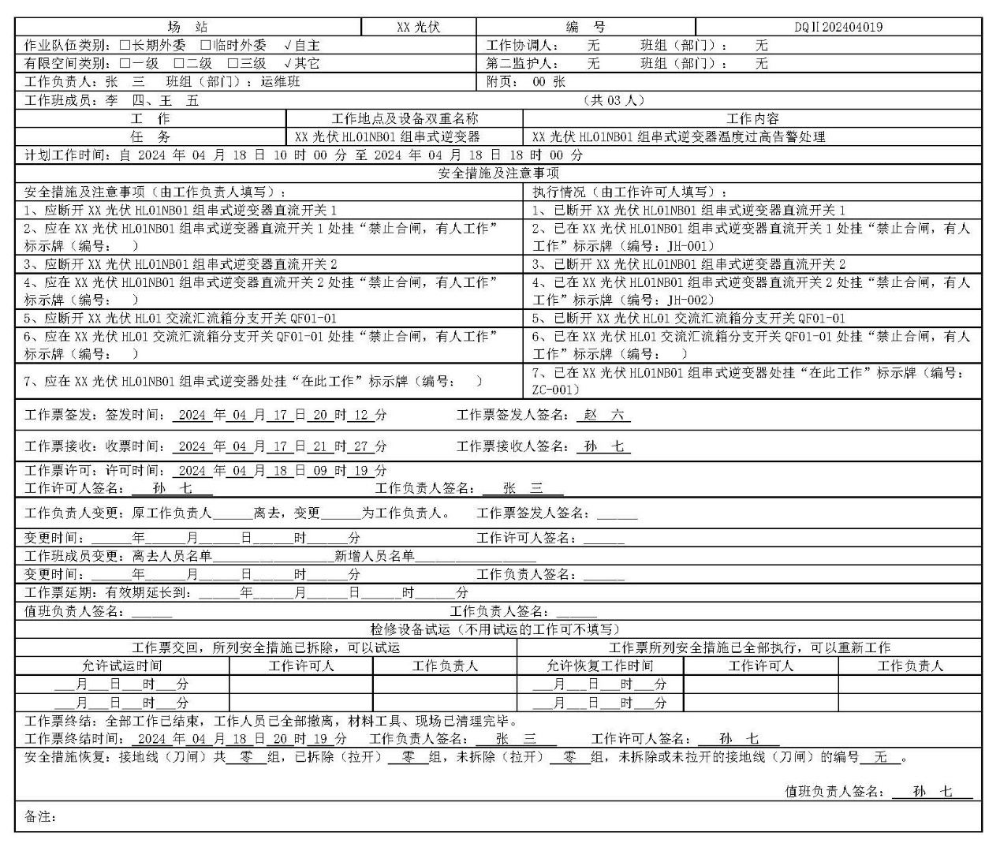 场 站 XX 光伏 编 号 DQⅡ202404019
作业队伍类别：□长期外委 □临时外委 √自主 工作协调人： 无 班组（部门）： 无
有限空间类别：□一级 □二级 □三级 √其它 第二监护人： 无 班组（部门）： 无
工作负责人：张 三 班组（部门）：运维班 附页： 00 张
工作班成员：李 四、王 五 （共 03 人）
工 作 工作地点及设备双重名称 工作内容
任 务 XX 光伏 HL01NB01 组串式逆变器 XX 光伏 HL01NB01 组串式逆变器温度过高告警处理
计划工作时间：自 2024 年 04 月 18 日 10 时 00 分 至 2024 年 04 月 18 日 18 时 00 分
安全措施及注意事项
安全措施及注意事项（由工作负责人填写）： 执行情况（由工作许可人填写）：
1、应断开 XX 光伏 HL01NB01 组串式逆变器直流开关 1 1、已断开 XX 光伏 HL01NB01 组串式逆变器直流开关 1
2、应在 XX 光伏 HL01NB01 组串式逆变器直流开关 1 处挂“禁止合闸，有人工作”
标示牌（编号： ）
2、已在 XX 光伏 HL01NB01 组串式逆变器直流开关 1 处挂“禁止合闸，有人
工作”标示牌（编号：JH-001）
3、应断开 XX 光伏 HL01NB01 组串式逆变器直流开关 2 3、已断开 XX 光伏 HL01NB01 组串式逆变器直流开关 2
4、应在 XX 光伏 HL01NB01 组串式逆变器直流开关 2 处挂“禁止合闸，有人工作”
标示牌（编号： ）
4、已在 XX 光伏 HL01NB01 组串式逆变器直流开关 2 处挂“禁止合闸，有人
工作”标示牌（编号：JH-002）
5、应断开 XX 光伏 HL01 交流汇流箱分支开关 QF01-01 5、已断开 XX 光伏 HL01 交流汇流箱分支开关 QF01-01
6、应在 XX 光伏 HL01 交流汇流箱分支开关 QF01-01 处挂“禁止合闸，有人工作”
标示牌（编号： ）
6、已在 XX 光伏 HL01 交流汇流箱分支开关 QF01-01 处挂“禁止合闸，有人
工作”标示牌（编号： ）
7、应在 XX 光伏 HL01NB01 组串式逆变器处挂“在此工作”标示牌（编号： ）
7、已在 XX 光伏 HL01NB01 组串式逆变器处挂“在此工作”标示牌（编号：
ZC-001）
工作票签发：签发时间： 2024 年 04 月 17 日 20 时 12 分 工作票签发人签名： 赵 六
工作票接收：收票时间： 2024 年 04 月 17 日 21 时 27 分 工作票接收人签名： 孙 七
工作票许可：许可时间： 2024 年 04 月 18 日 09 时 19 分
工作许可人签名： 孙 七 工作负责人签名： 张 三
工作负责人变更：原工作负责人______离去，变更______为工作负责人。 工作票签发人签名：______
变更时间：______年______月______日______时______分 工作许可人签名：______
工作班成员变更：离去人员名单__________________新增人员名单__________________
变更时间：______年______月______日______时______分 工作负责人签名：______
工作票延期：有效期延长到：______年______月______日______时______分
值班负责人签名：______ 工作负责人签名：______
检修设备试运（不用试运的工作可不填写）
工作票交回，所列安全措施已拆除，可以试运 工作票所列安全措施已全部执行，可以重新工作
允许试运时间 工作许可人 工作负责人 允许恢复工作时间 工作许可人 工作负责人
___月___日___时___分 ___月___日___时___分
___月___日___时___分 ___月___日___时___分
工作票终结：全部工作已结束，工作人员已全部撤离，材料工具、现场已清理完毕。
工作票终结时间： 2024 年 04 月 18 日 20 时 19 分 工作负责人签名： 张 三 工作许可人签名： 孙 七
安全措施恢复：接地线（刀闸）共 零 组，已拆除（拉开） 零 组，未拆除（拉开） 零 组，未拆除或未拉开的接地线（刀闸）的编号 无 。
值班负责人签名： 孙 七
备注：